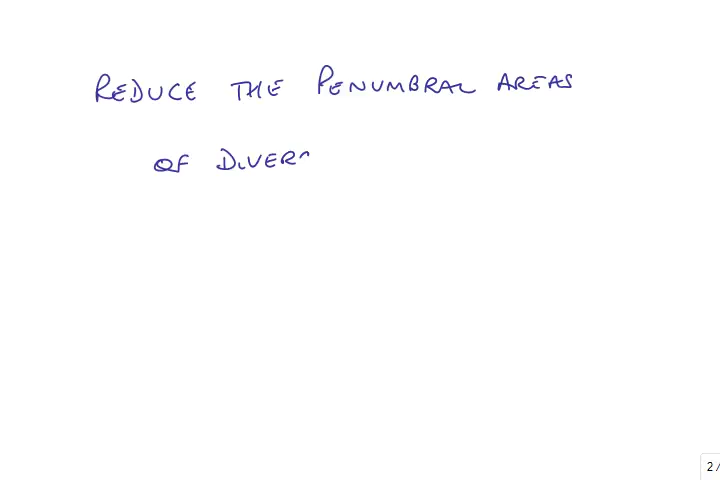 REDUCE THE PENUMBRAL AREAS
OF DIVER
2/